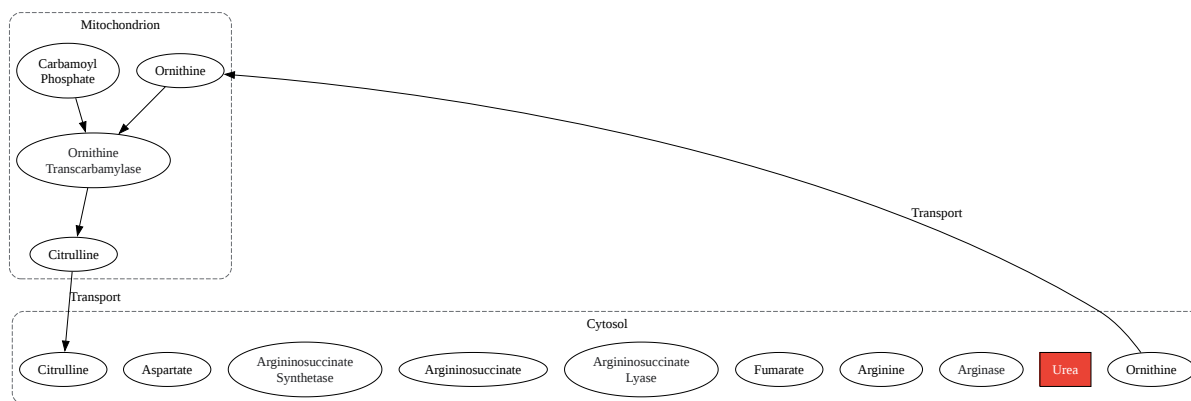 Mitochondrion
Carbamoyl
Phosphate
Ornithine
Ornithine
Transcarbamylase
Transport
Citrulline
Transport
Cytosol
Citrulline
Aspartate
Argininosuccinate
Synthetase
Argininosuccinate
Argininosuccinate
Lyase
Fumarate
Arginine
Arginase
Urea
Ornithine